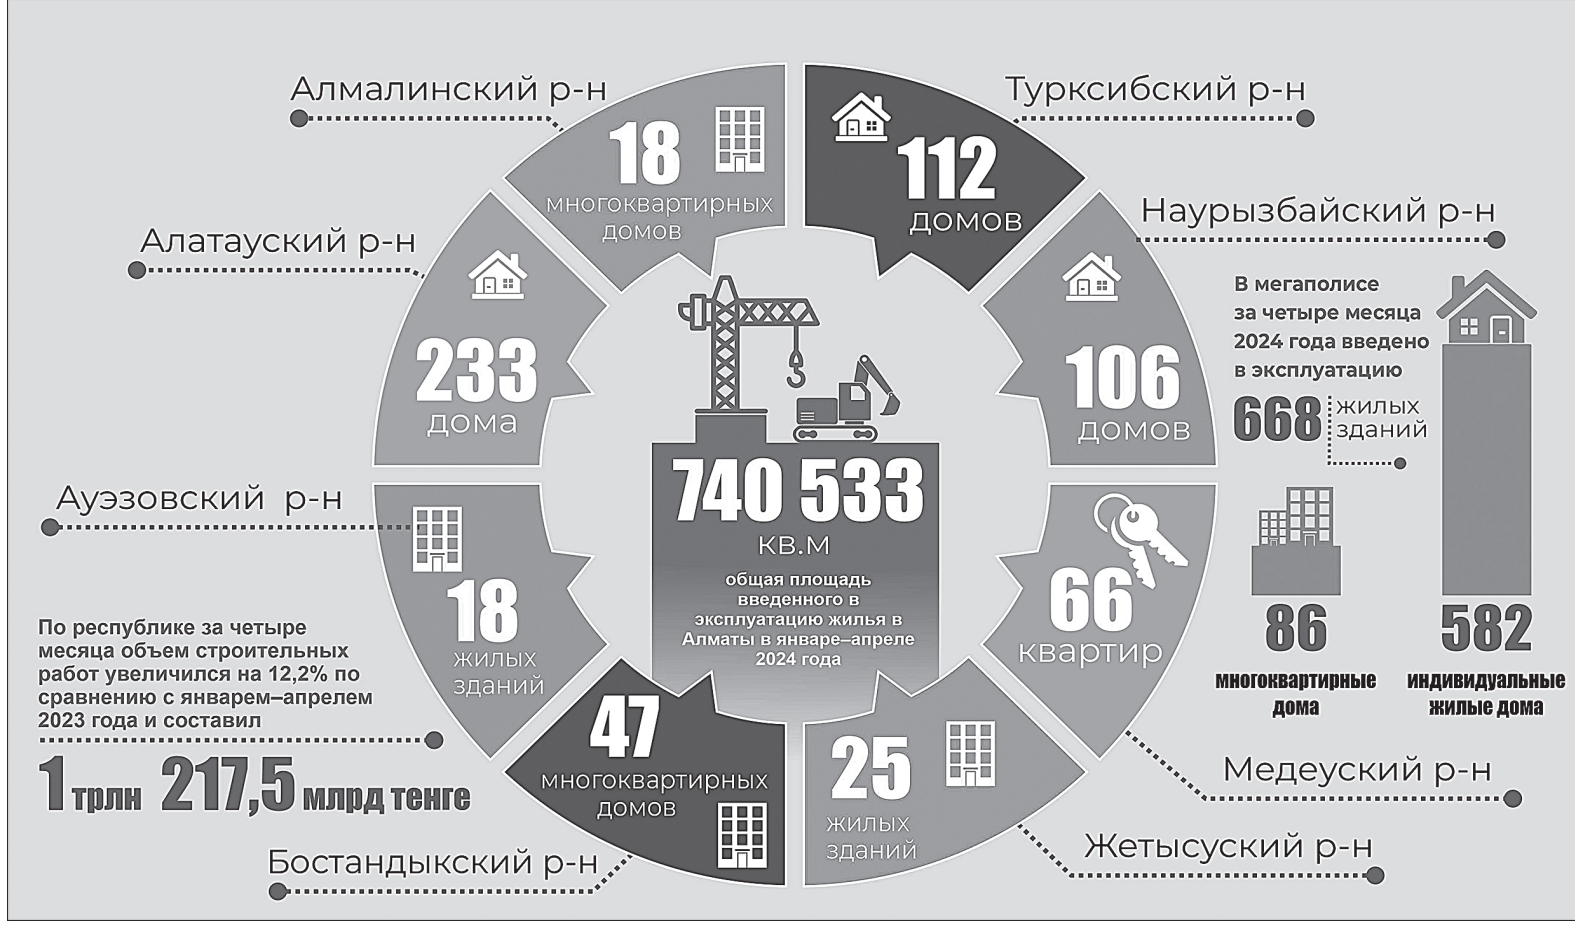 Алмалинский р-н
18
многоквартирных
домов
Турксибский р-н
112
домов
Алатауский р-н
233
дома
Наурызбайский р-н
106
домов
В мегаполисе
за четыре месяца
2024 года введено
в эксплуатацию
668
жилых
зданий
86
многоквартирные
дома
582
индивидуальные
жилые дома
740 533
кв.м
общая площадь
введенного в
эксплуатацию жилья в
Алматы в январе–апреле
2024 года
Ауэзовский р-н
18
жилых
зданий
66
квартир
Медеуский р-н
По республике за четыре
месяца объем строительных
работ увеличился на 12,2% по
сравнению с январем–апрелем
2023 года и составил
1 трлн 217,5 млрд тенге
47
многоквартирных
домов
Бостандыкский р-н
25
жилых
зданий
Жетысуский р-н